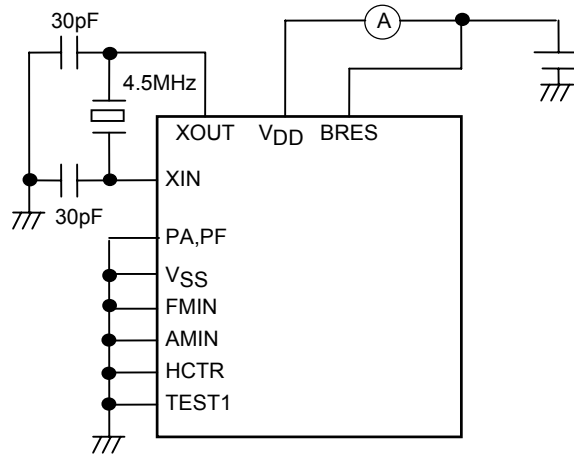 30pF
A
4.5MHz
XOUT VDD BRES
XIN
30pF
PA,PF
VSS
FMIN
AMIN
HCTR
TEST1